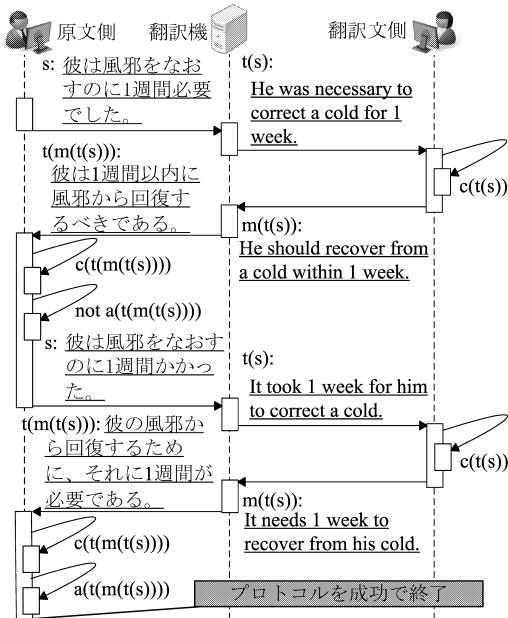 原文側 翻訳機 翻訳文側
s: 彼は風邪をなお
すのに1週間必要
でした。
t(s):
He was necessary to
correct a cold for 1
week.
c(t(s))
t(m(t(s))):
彼は1週間以内に
風邪から回復す
るべきである。
m(t(s)):
He should recover from
a cold within 1 week.
c(t(m(t(s))))
not a(t(m(t(s))))
s: 彼は風邪をなおす
のに1週間かかっ
た。
t(s):
It took 1 week for him
to correct a cold.
c(t(s))
t(m(t(s))): 彼の風邪か
ら回復するため
に、それに1週間が
必要である。
m(t(s)):
It needs 1 week to
recover from his cold.
c(t(m(t(s))))
a(t(m(t(s))))
プロトコルを成功で終了